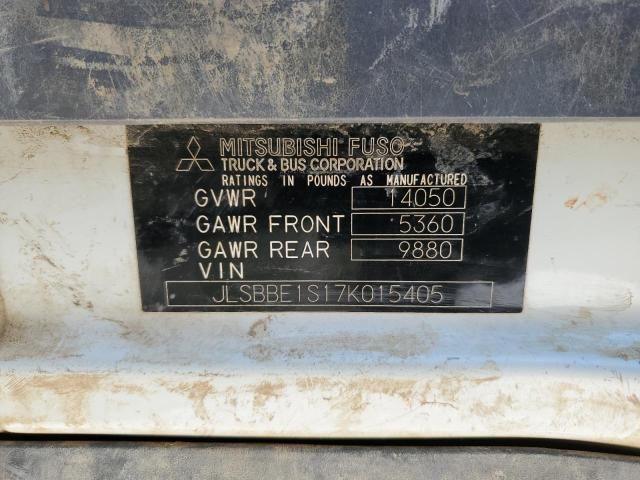 MITSUBISHI FUSO
TRUCK & BUS CORPORATION
RATINGS IN POUNDS AS MANUFACTURED
GVWR 14050
GAWR FRONT 5360
GAWR REAR 9880
VIN
JLSBBE1S17K015405